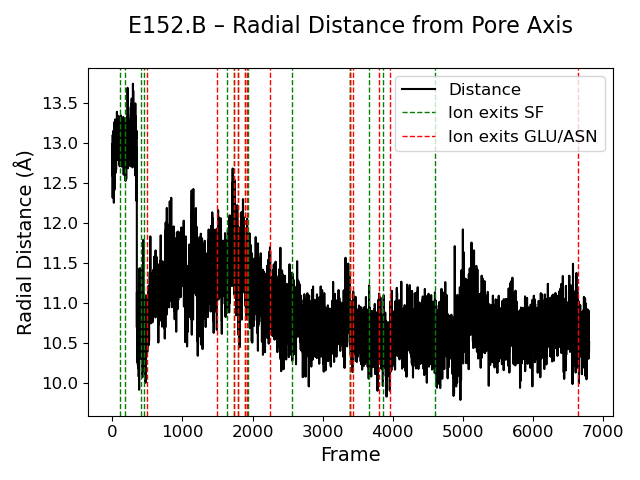 E152.B – Radial Distance from Pore Axis
Distance
Ion exits SF
Ion exits GLU/ASN
Radial Distance (Å)
13.5
13.0
12.5
12.0
11.5
11.0
10.5
10.0
0 1000 2000 3000 4000 5000 6000 7000
Frame